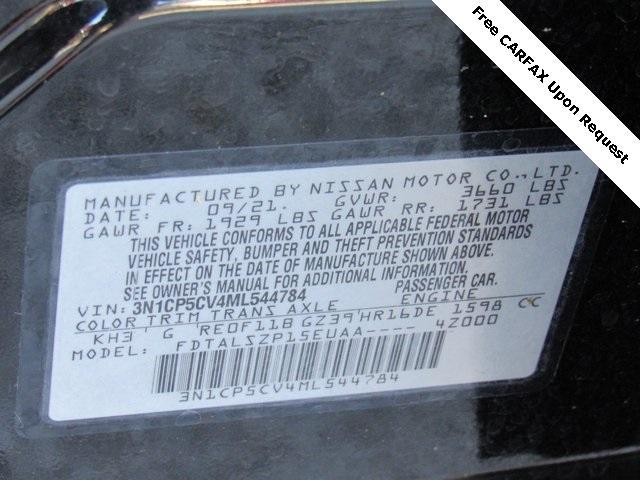 Free CARFAX Upon Request
MANUFACTURED BY NISSAN MOTOR CO., LTD.
DATE: 09/21. GVWR: 3660 LBS
GAWR FR: 1929 LBS GAWR RR: 1731 LBS
THIS VEHICLE CONFORMS TO ALL APPLICABLE FEDERAL MOTOR
VEHICLE SAFETY, BUMPER AND THEFT PREVENTION STANDARDS
IN EFFECT ON THE DATE OF MANUFACTURE SHOWN ABOVE.
SEE OWNER'S MANUAL FOR ADDITIONAL INFORMATION.
VIN: 3N1CP5CV4ML544784 PASSENGER CAR.
COLOR TRIM TRANS AXLE ENGINE
KH3 G RE0F11B GZ39 HR16DE 1598 CC
MODEL: FDTALSZP15EUAA---- 4Z000
3N1CP5CV4ML544784